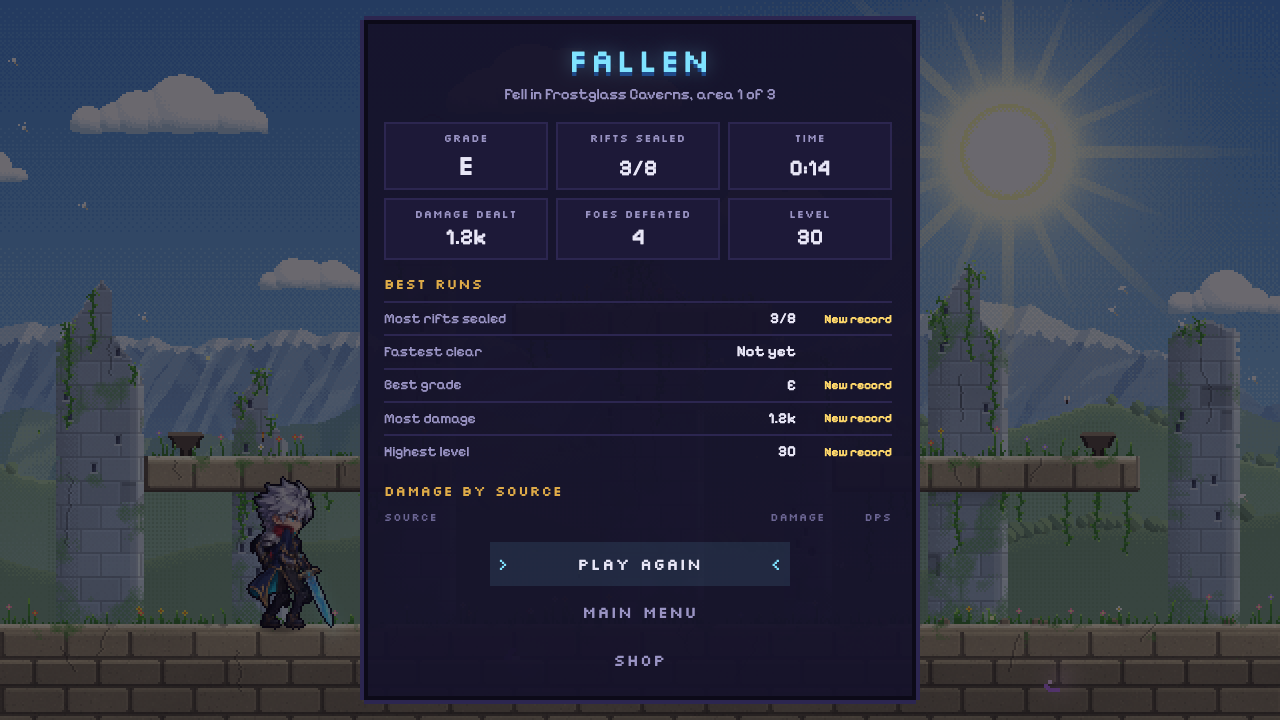 FALLEN
Fell in Frostglass Caverns, area 1 of 3
GRADE RIFTS SEALED TIME
E 3/8 0:14
DAMAGE DEALT FOES DEFEATED LEVEL
1.8k 4 30
BEST RUNS
Most rifts sealed 3/8 New record
Fastest clear Not yet
Best grade E New record
Most damage 1.8k New record
Highest level 30 New record
DAMAGE BY SOURCE
SOURCE DAMAGE DPS
> PLAY AGAIN <
MAIN MENU
SHOP